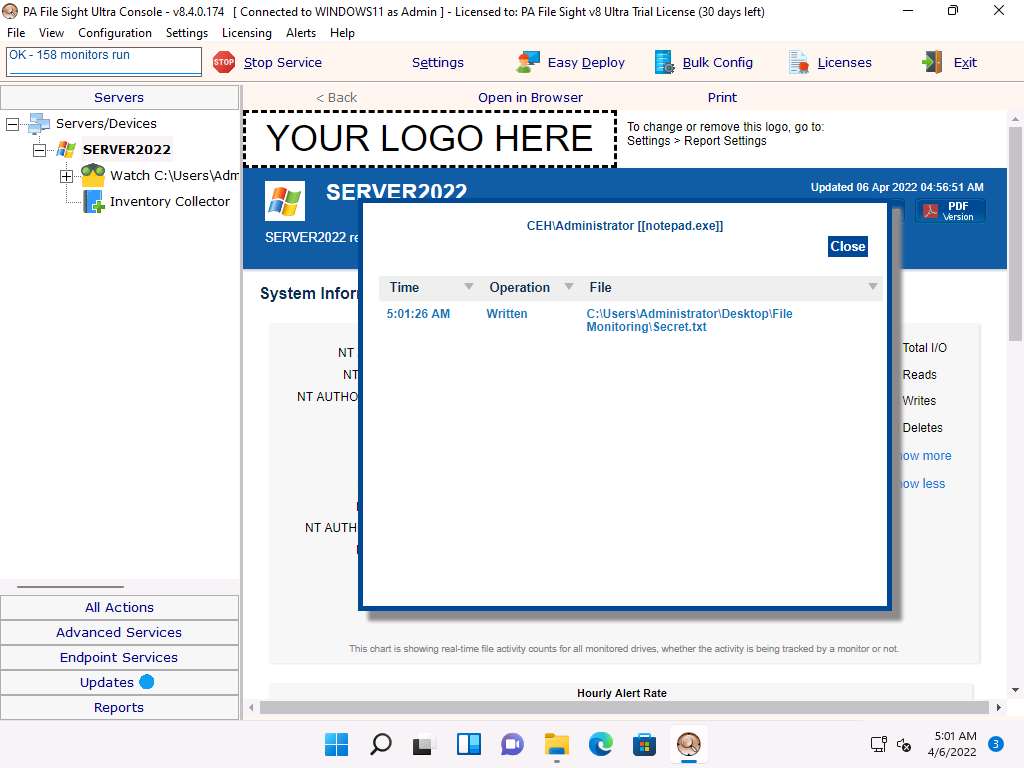 PA File Sight Ultra Console - v8.4.0.174 [ Connected to WINDOWS11 as Admin ] - Licensed to: PA File Sight v8 Ultra Trial License (30 days left)
File View Configuration Settings Licensing Alerts Help
OK - 158 monitors run
STOP Stop Service Settings Easy Deploy Bulk Config Licenses Exit
Servers
< Back Open in Browser Print
Servers/Devices
SERVER2022
Watch C:\Users\Adm
Inventory Collector
YOUR LOGO HERE
To change or remove this logo, go to:
Settings > Report Settings
SERVER2022
Updated 06 Apr 2022 04:56:51 AM
PDF
Version
SERVER2022 re
CEH\Administrator [[notepad.exe]]
Close
System Infor
Time Operation File
5:01:26 AM Written C:\Users\Administrator\Desktop\File
Monitoring\Secret.txt
NT
NT
NT AUTHO
NT AUTH
Total I/O
Reads
Writes
Deletes
ow more
ow less
This chart is showing real-time file activity counts for all monitored drives, whether the activity is being tracked by a monitor or not.
Hourly Alert Rate
All Actions
Advanced Services
Endpoint Services
Updates
Reports
5:01 AM
4/6/2022
3